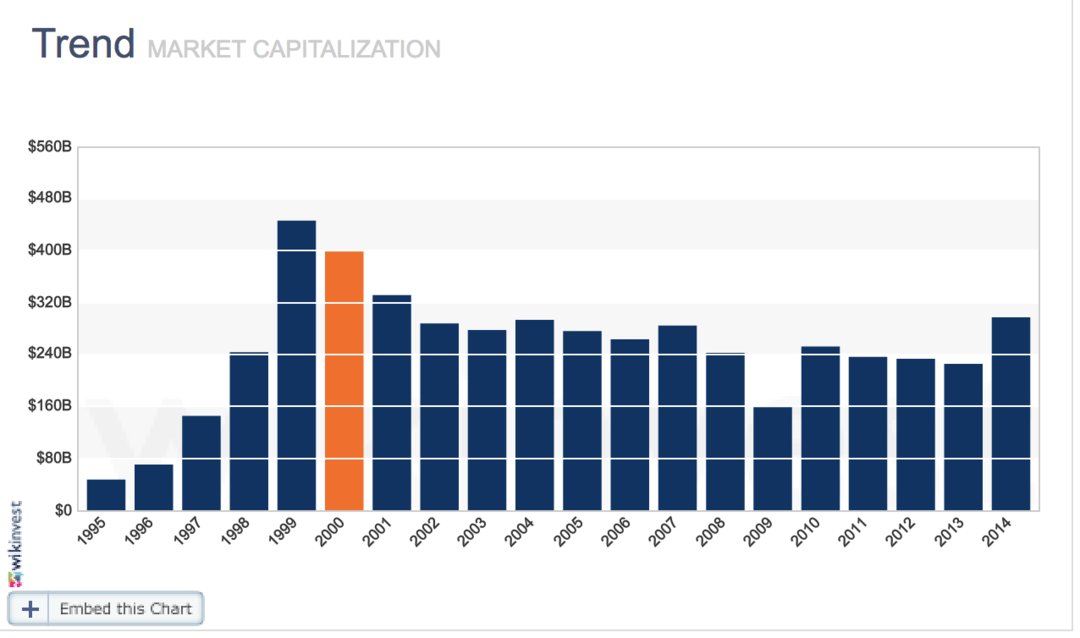 Trend MARKET CAPITALIZATION
$560B
$480B
$400B
$320B
$240B
$160B
$80B
$0
1995 1996 1997 1998 1999 2000 2001 2002 2003 2004 2005 2006 2007 2008 2009 2010 2011 2012 2013 2014
wikinvest
Embed this Chart